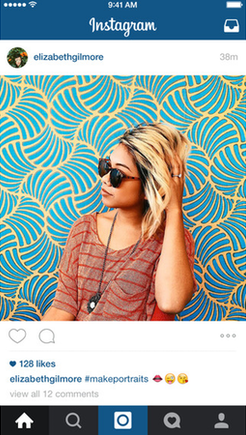 9:41 AM
Instagram
elizabethgilmore 38m
128 likes
elizabethgilmore #makeportraits 👄😄😘
view all 12 comments